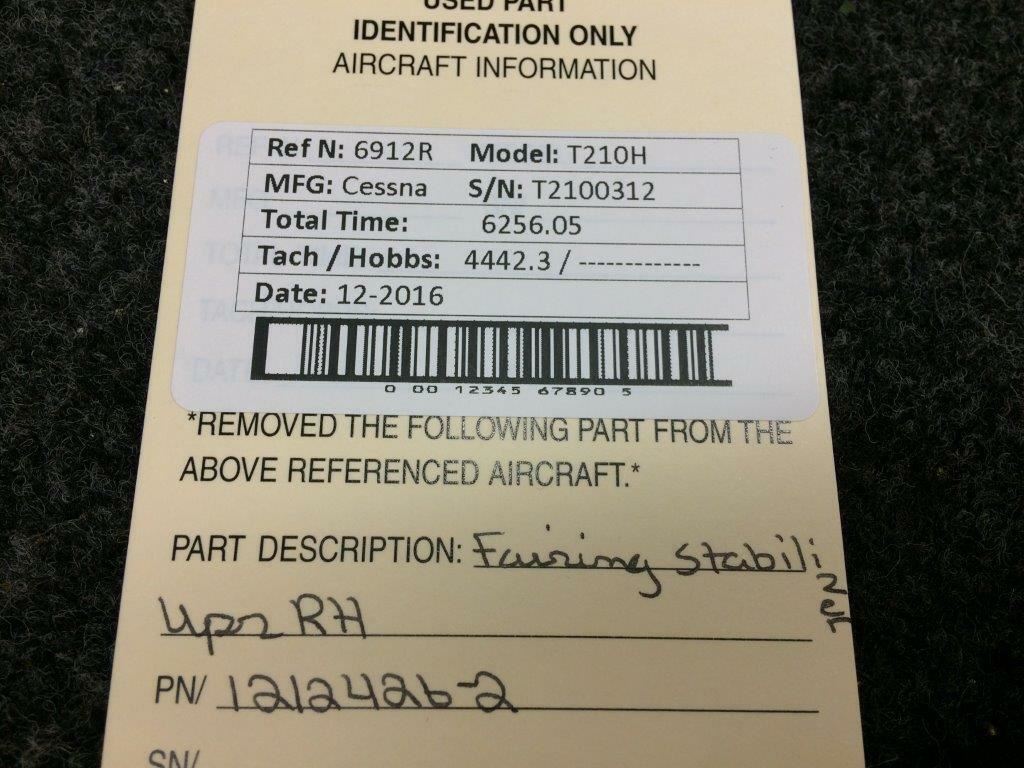 USED PART
IDENTIFICATION ONLY
AIRCRAFT INFORMATION
Ref N: 6912R Model: T210H
MFG: Cessna S/N: T2100312
Total Time: 6256.05
Tach / Hobbs: 4442.3 / -------------
Date: 12-2016
0 00 12345 67890 5
*REMOVED THE FOLLOWING PART FROM THE
ABOVE REFERENCED AIRCRAFT.*
PART DESCRIPTION: Fairing Stabilizer
Upr RH
PN/ 1212426-2
SN/